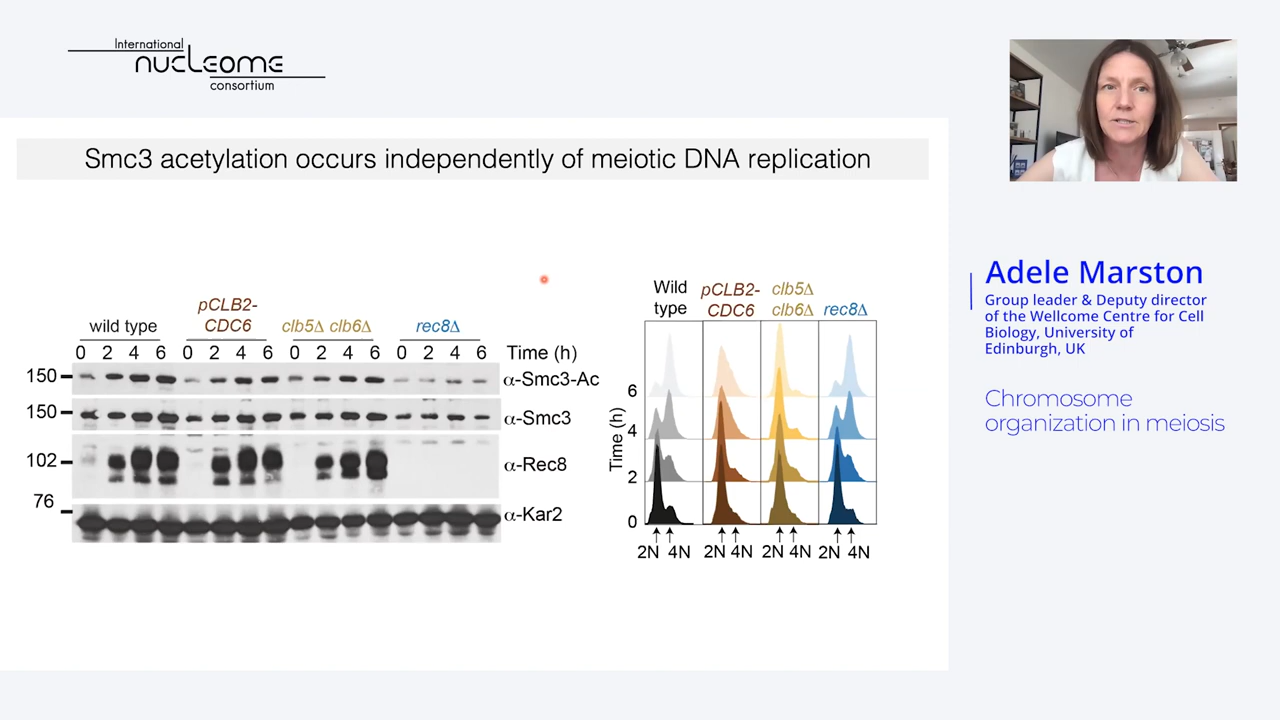 International
nucleome
consortium
Smc3 acetylation occurs independently of meiotic DNA replication
wild type
pCLB2-
CDC6
clb5Δ clb6Δ
rec8Δ
0 2 4 6 0 2 4 6 0 2 4 6 0 2 4 6 Time (h)
150
α-Smc3-Ac
150
α-Smc3
102
α-Rec8
76
α-Kar2
Wild
type
pCLB2-
CDC6
clb5Δ
clb6Δ
rec8Δ
Time (h)
6
4
2
0
2N 4N 2N 4N 2N 4N 2N 4N
Adele Marston
Group leader & Deputy director
of the Wellcome Centre for Cell
Biology, University of
Edinburgh, UK
Chromosome
organization in meiosis